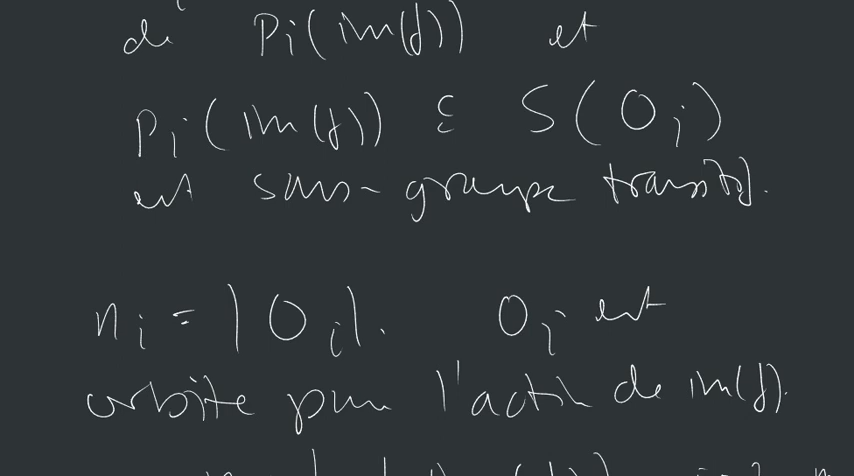 de Pi(im(f)) et
Pi(im(f)) ≤ S(Oi)
est sous-groupe transitif.
ni = |Oi|. Oi est
orbite pour l'action de im(f).